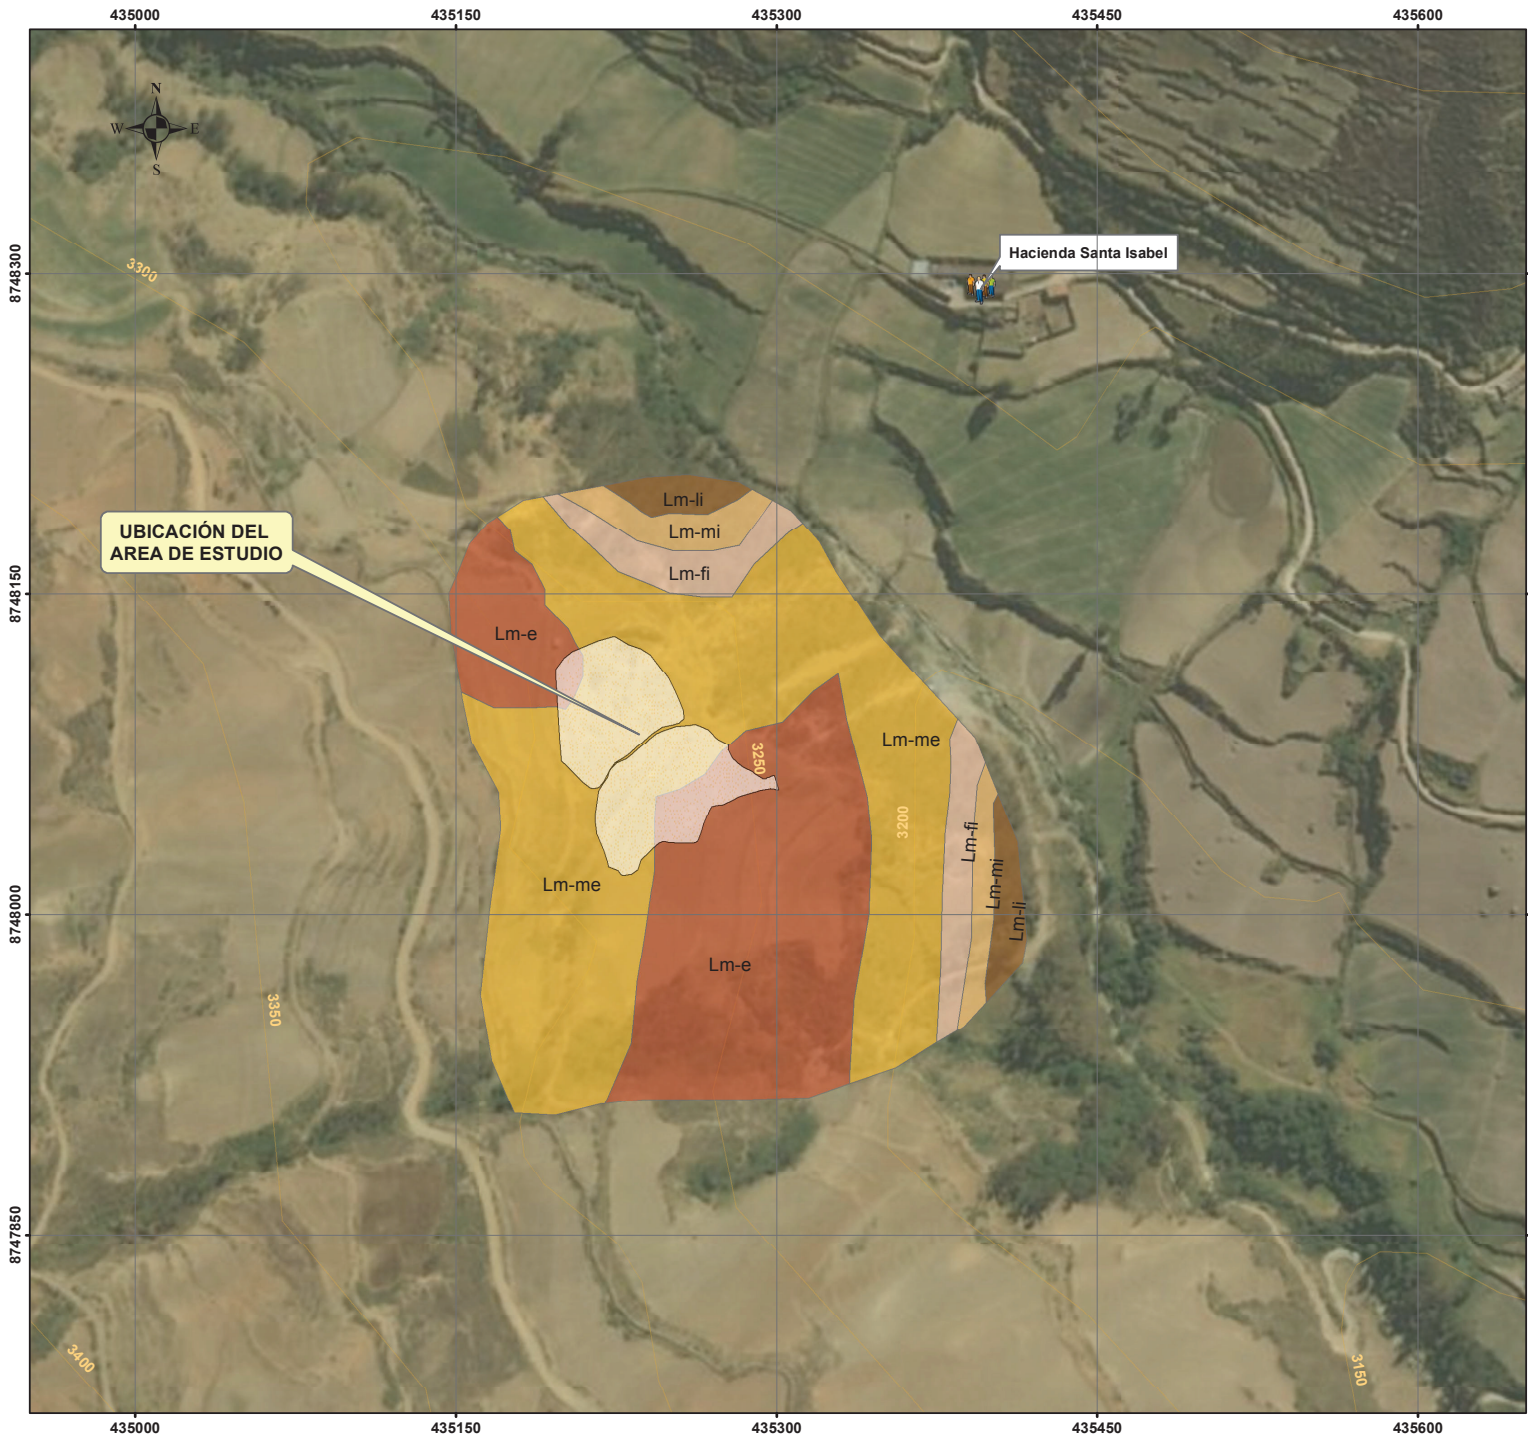 435000
435150
435300
435450
435600
N
W
E
S
8748300
3300
Hacienda Santa Isabel
UBICACIÓN DEL
AREA DE ESTUDIO
Lm-li
Lm-mi
Lm-fi
8748150
Lm-e
Lm-me
3250
3200
Lm-fi
Lm-mi
Lm-li
Lm-me
8748000
Lm-e
3350
8747850
3400
3150
435000
435150
435300
435450
435600